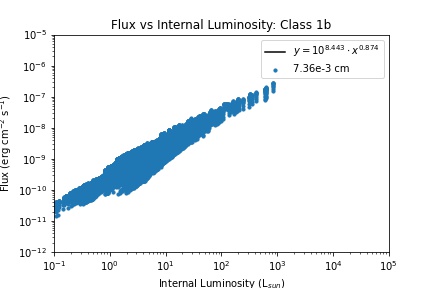 Flux vs Internal Luminosity: Class 1b
y = 10^{8.443} · x^{0.874}
7.36e-3 cm
Flux (erg cm⁻² s⁻¹)
10⁻⁵
10⁻⁶
10⁻⁷
10⁻⁸
10⁻⁹
10⁻¹⁰
10⁻¹¹
10⁻¹²
10⁻¹ 10⁰ 10¹ 10² 10³ 10⁴ 10⁵
Internal Luminosity (L_{sun})